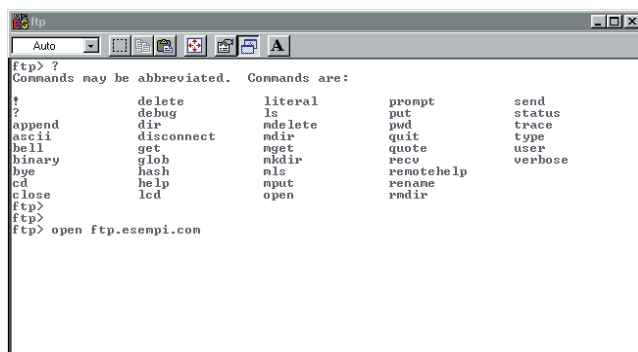 ftp
Auto A
ftp> ?
Commands may be abbreviated.  Commands are:
! delete literal prompt send
? debug ls put status
append dir mdelete pwd trace
ascii disconnect mdir quit type
bell get mget quote user
binary glob mkdir recv verbose
bye hash mls remotehelp
cd help mput rename
close lcd open rmdir
ftp>
ftp>
ftp> open ftp.esempi.com